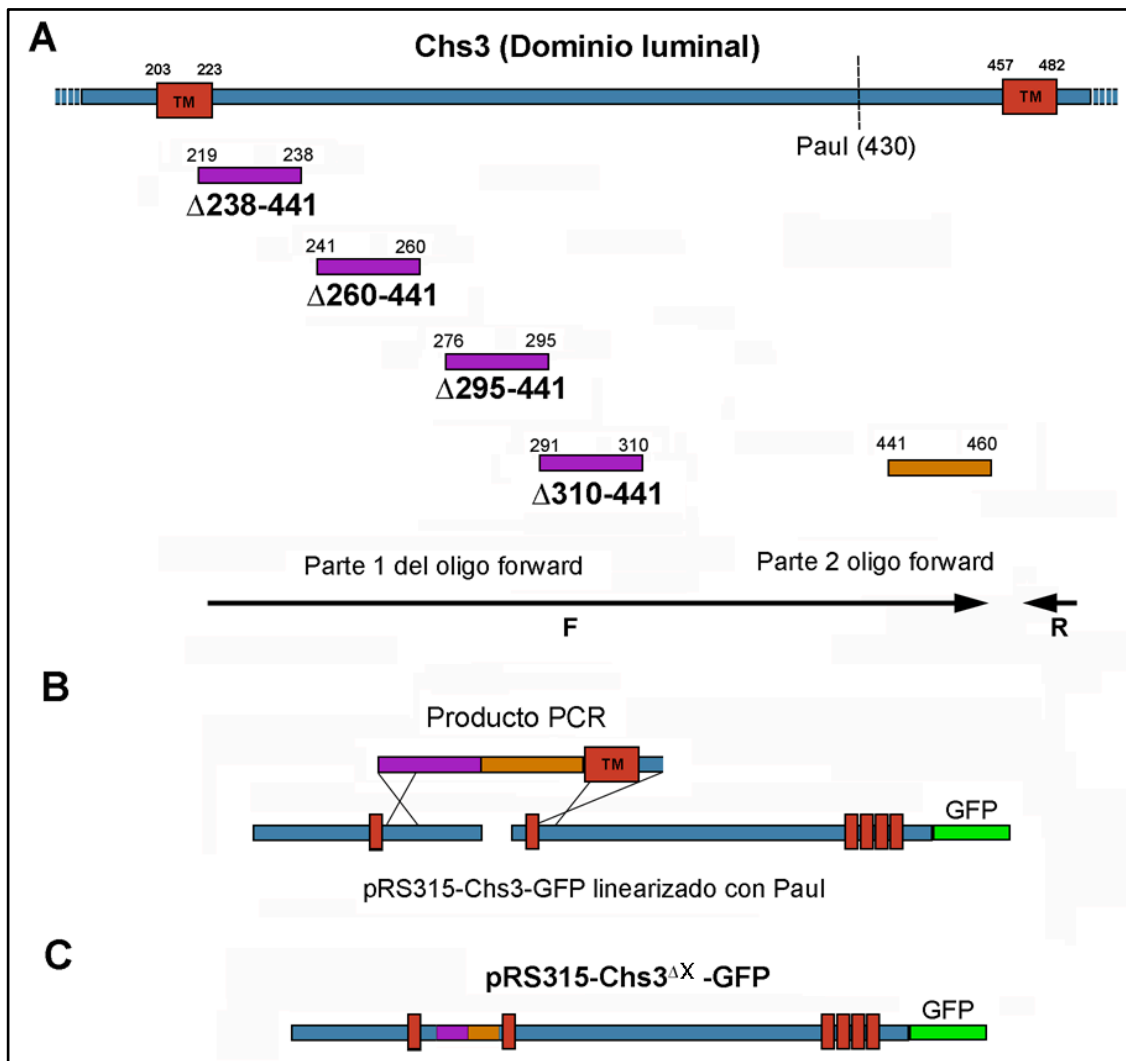 A
Chs3 (Dominio luminal)
203 223
457 482
TM
TM
Paul (430)
219 238
Δ238-441
241 260
Δ260-441
276 295
Δ295-441
291 310
Δ310-441
441 460
Parte 1 del oligo forward
Parte 2 oligo forward
F
R
B
Producto PCR
TM
GFP
pRS315-Chs3-GFP linearizado con Paul
C
pRS315-Chs3ΔX -GFP
GFP